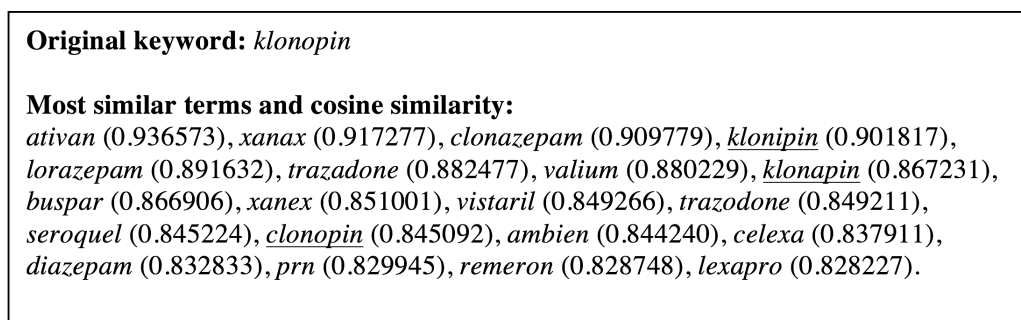 Original keyword: klonopin
Most similar terms and cosine similarity:
ativan (0.936573), xanax (0.917277), clonazepam (0.909779), klonipin (0.901817),
lorazepam (0.891632), trazadone (0.882477), valium (0.880229), klonapin (0.867231),
buspar (0.866906), xanex (0.851001), vistaril (0.849266), trazodone (0.849211),
seroquel (0.845224), clonopin (0.845092), ambien (0.844240), celexa (0.837911),
diazepam (0.832833), prn (0.829945), remeron (0.828748), lexapro (0.828227).